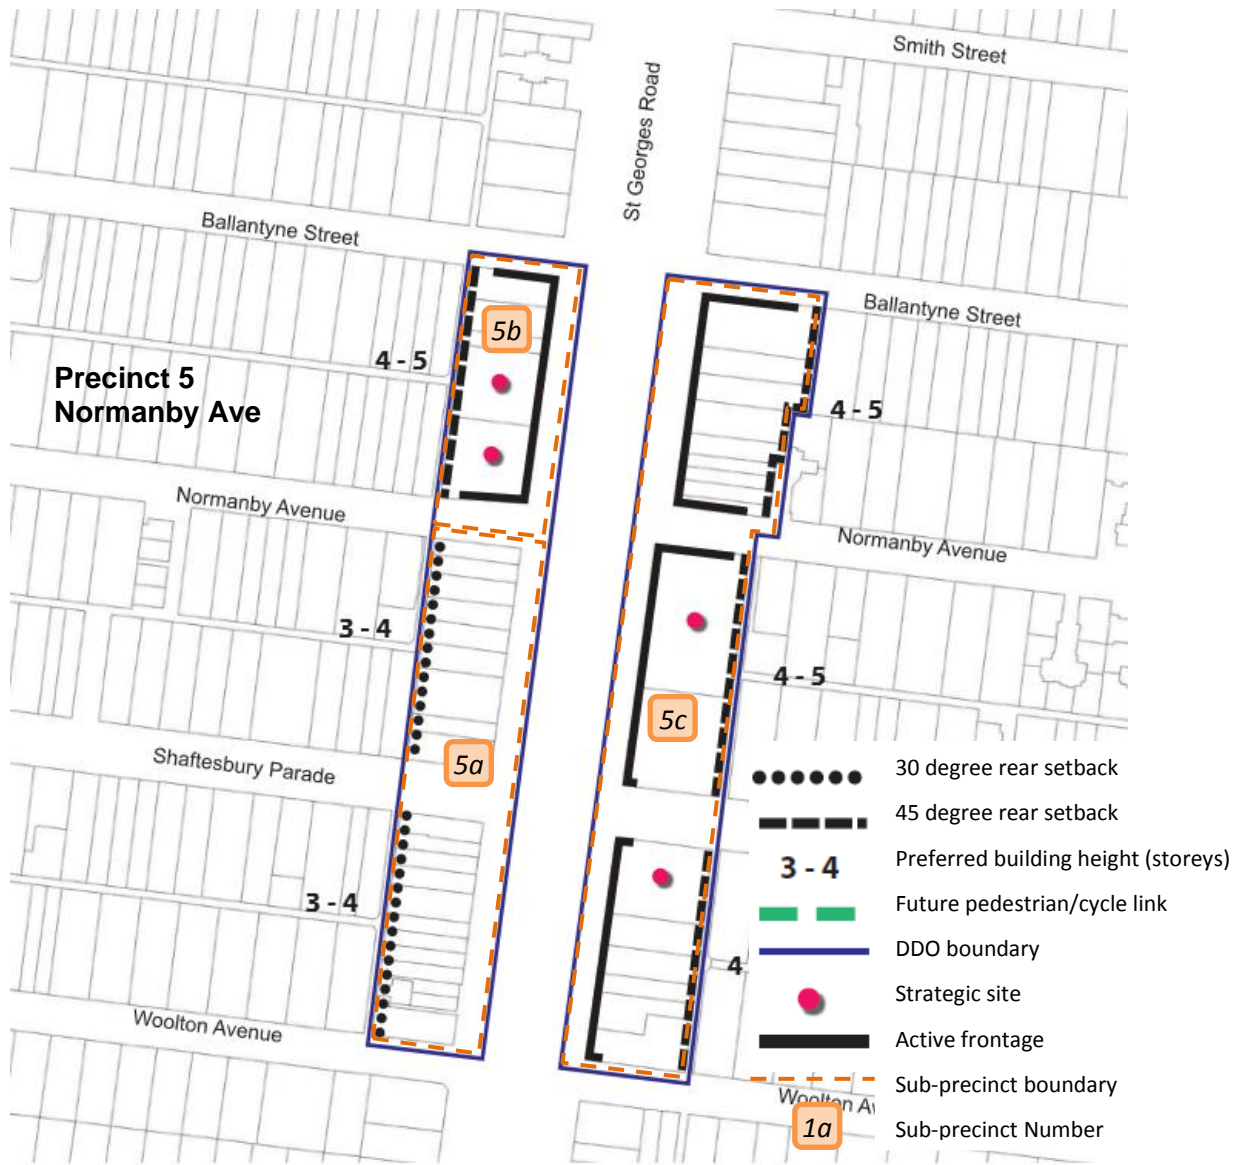 Smith Street
St Georges Road
Ballantyne Street
Ballantyne Street
5b
4 - 5
Precinct 5
Normanby Ave
4 - 5
Normanby Avenue
Normanby Avenue
3 - 4
4 - 5
5c
5a
Shaftesbury Parade
3 - 4
4
Woolton Avenue
30 degree rear setback
45 degree rear setback
3 - 4 Preferred building height (storeys)
Future pedestrian/cycle link
DDO boundary
Strategic site
Active frontage
Sub-precinct boundary
Woolton Av
1a Sub-precinct Number